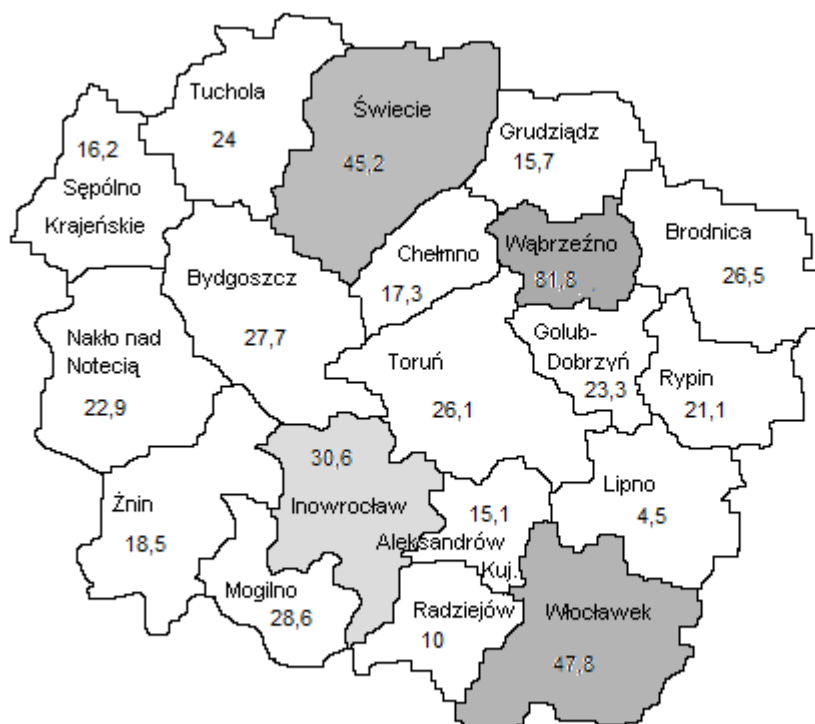 Tuchola
24
Świecie
45,2
Grudziądz
15,7
16,2
Sępólno
Krajeńskie
Wąbrzeźno
81,8
Brodnica
26,5
Chełmno
17,3
Bydgoszcz
27,7
Nakło nad
Notecią
22,9
Toruń
26,1
Golub-
Dobrzyń
23,3
Rypin
21,1
30,6
Inowrocław
Żnin
18,5
15,1
Aleksandrów
Kuj.
Lipno
4,5
Mogilno
28,6
Radziejów
10
Włocławek
47,8